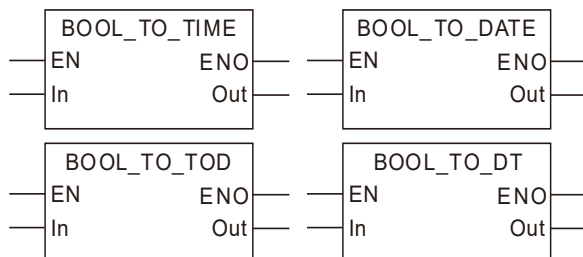 BOOL_TO_TIME
EN ENO
In Out
BOOL_TO_DATE
EN ENO
In Out
BOOL_TO_TOD
EN ENO
In Out
BOOL_TO_DT
EN ENO
In Out